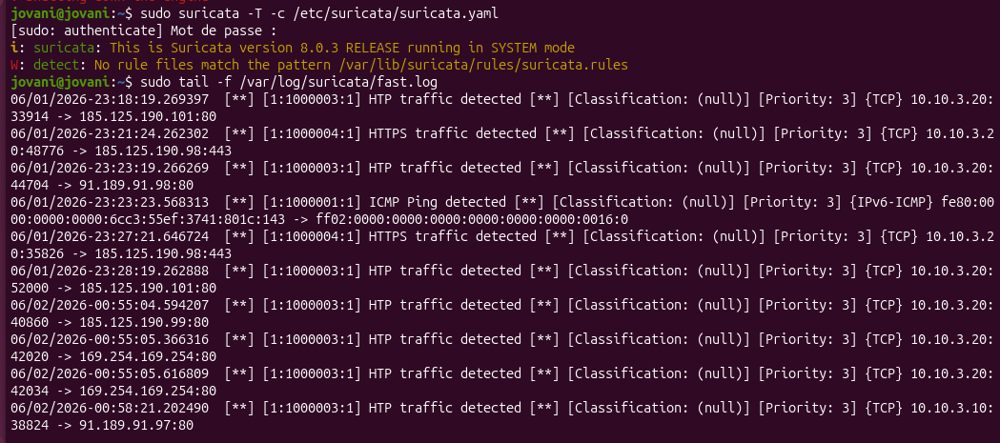 jovani@jovani:~$ sudo suricata -T -c /etc/suricata/suricata.yaml
[sudo: authenticate] Mot de passe :
i: suricata: This is Suricata version 8.0.3 RELEASE running in SYSTEM mode
W: detect: No rule files match the pattern /var/lib/suricata/rules/suricata.rules
jovani@jovani:~$ sudo tail -f /var/log/suricata/fast.log
06/01/2026-23:18:19.269397  [**] [1:1000003:1] HTP traffic detected [**] [Classification: (null)] [Priority: 3] {TCP} 10.10.3.20:
33914 -> 185.125.190.101:80
06/01/2026-23:21:24.262302  [**] [1:1000004:1] HTTPS traffic detected [**] [Classification: (null)] [Priority: 3] {TCP} 10.10.3.2
0:48776 -> 185.125.190.98:443
06/01/2026-23:23:19.266269  [**] [1:1000003:1] HTP traffic detected [**] [Classification: (null)] [Priority: 3] {TCP} 10.10.3.20:
44704 -> 91.189.91.98:80
06/01/2026-23:23:23.568313  [**] [1:1000001:1] ICMP Ping detected [**] [Classification: (null)] [Priority: 3] {IPv6-ICMP} fe80:00
00:0000:0000:6cc3:55ef:3741:801c:143 -> ff02:0000:0000:0000:0000:0000:0000:0016:0
06/01/2026-23:27:21.646724  [**] [1:1000004:1] HTTPS traffic detected [**] [Classification: (null)] [Priority: 3] {TCP} 10.10.3.2
0:35826 -> 185.125.190.98:443
06/01/2026-23:28:19.262888  [**] [1:1000003:1] HTP traffic detected [**] [Classification: (null)] [Priority: 3] {TCP} 10.10.3.20:
52000 -> 185.125.190.101:80
06/02/2026-00:55:04.594207  [**] [1:1000003:1] HTP traffic detected [**] [Classification: (null)] [Priority: 3] {TCP} 10.10.3.20:
40860 -> 185.125.190.99:80
06/02/2026-00:55:05.366316  [**] [1:1000003:1] HTP traffic detected [**] [Classification: (null)] [Priority: 3] {TCP} 10.10.3.20:
42020 -> 169.254.169.254:80
06/02/2026-00:55:05.616809  [**] [1:1000003:1] HTP traffic detected [**] [Classification: (null)] [Priority: 3] {TCP} 10.10.3.20:
42034 -> 169.254.169.254:80
06/02/2026-00:58:21.202490  [**] [1:1000003:1] HTP traffic detected [**] [Classification: (null)] [Priority: 3] {TCP} 10.10.3.10:
38824 -> 91.189.91.97:80